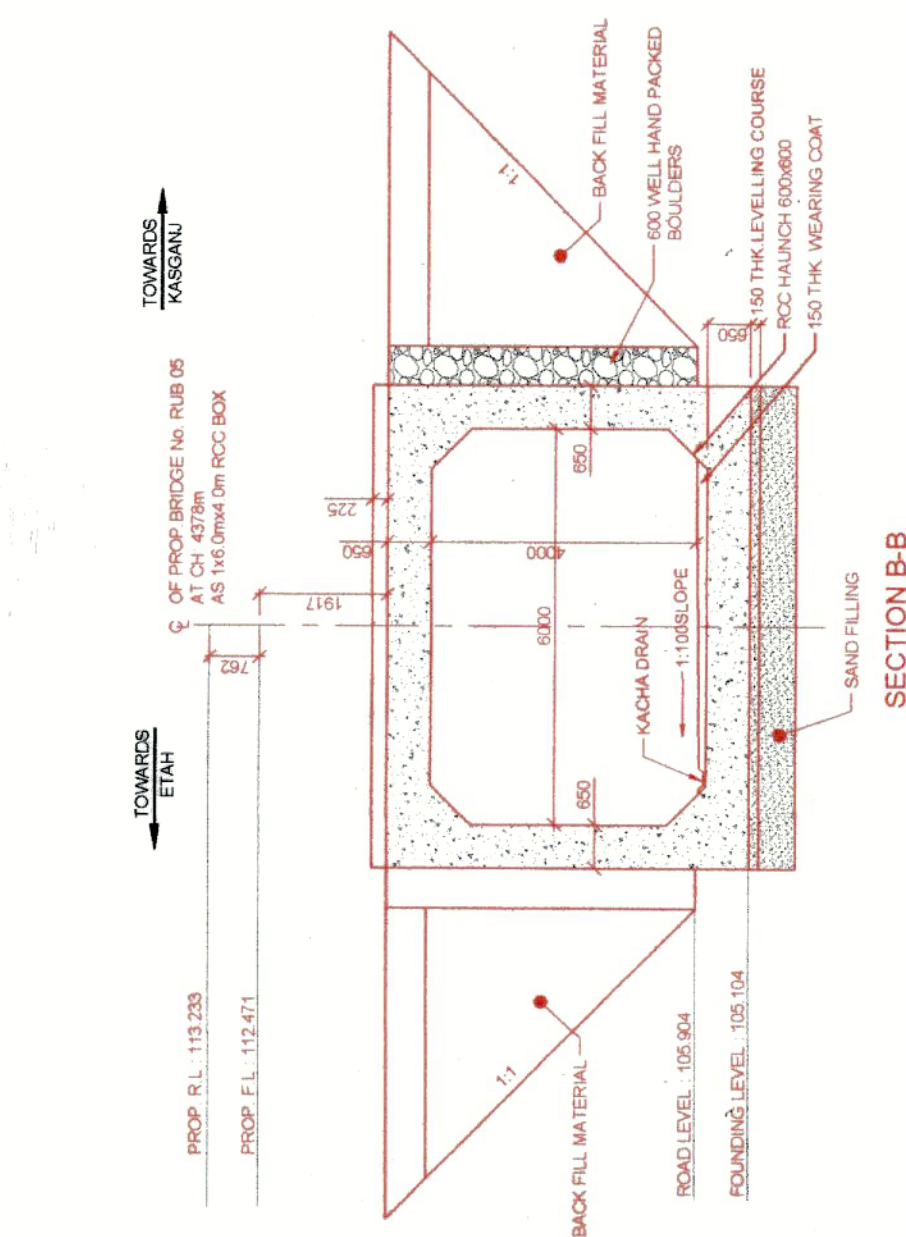 TOWARDS
ETAH
TOWARDS
KASGANJ
℄ OF PROP. BRIDGE No. RUB 05
AT CH: 4378m
AS 1x6.0mx4.0m RCC BOX
PROP. R.L : 113.233
PROP. F.L : 112.471
762
1917
225
650
4000
6000
650
650
650
1:1
1:1
BACK FILL MATERIAL
600 WELL HAND PACKED
BOULDERS
KACHA DRAIN
1:100SLOPE
BACK FILL MATERIAL
ROAD LEVEL : 105.904
FOUNDING LEVEL : 105.104
150 THK.LEVELLING COURSE
RCC HAUNCH 600x600
150 THK. WEARING COAT
SAND FILLING
SECTION B-B